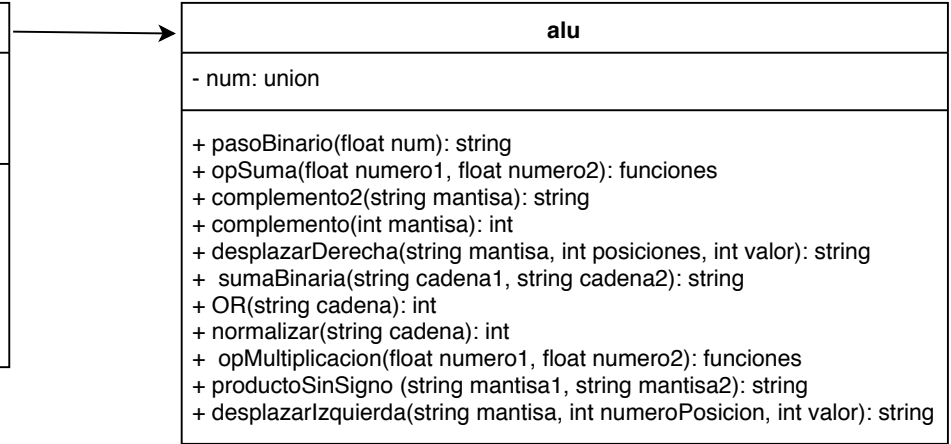 alu
- num: union
+ pasoBinario(float num): string
+ opSuma(float numero1, float numero2): funciones
+ complemento2(string mantisa): string
+ complemento(int mantisa): int
+ desplazarDerecha(string mantisa, int posiciones, int valor): string
+  sumaBinaria(string cadena1, string cadena2): string
+ OR(string cadena): int
+ normalizar(string cadena): int
+  opMultiplicacion(float numero1, float numero2): funciones
+ productoSinSigno (string mantisa1, string mantisa2): string
+ desplazarIzquierda(string mantisa, int numeroPosicion, int valor): string